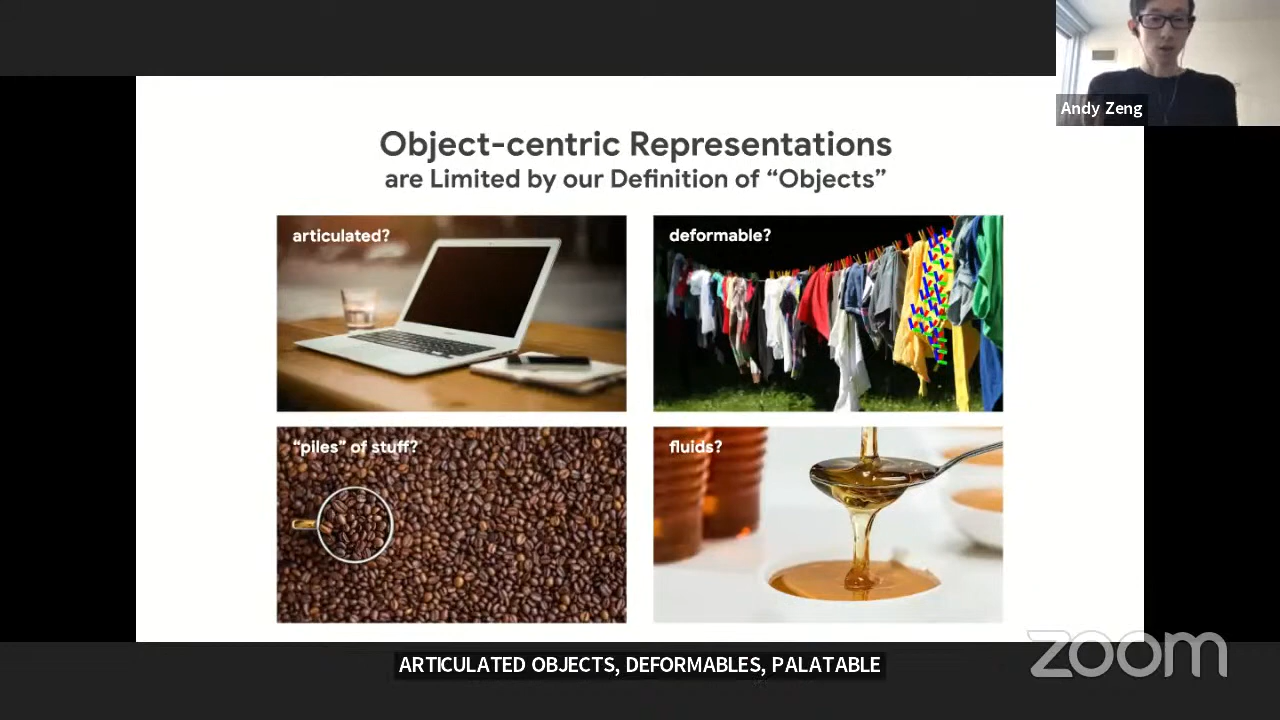 Andy Zeng
Object-centric Representations
are Limited by our Definition of “Objects”
articulated?
deformable?
“piles” of stuff?
fluids?
ARTICULATED OBJECTS, DEFORMABLES, PALATABLE
zoom